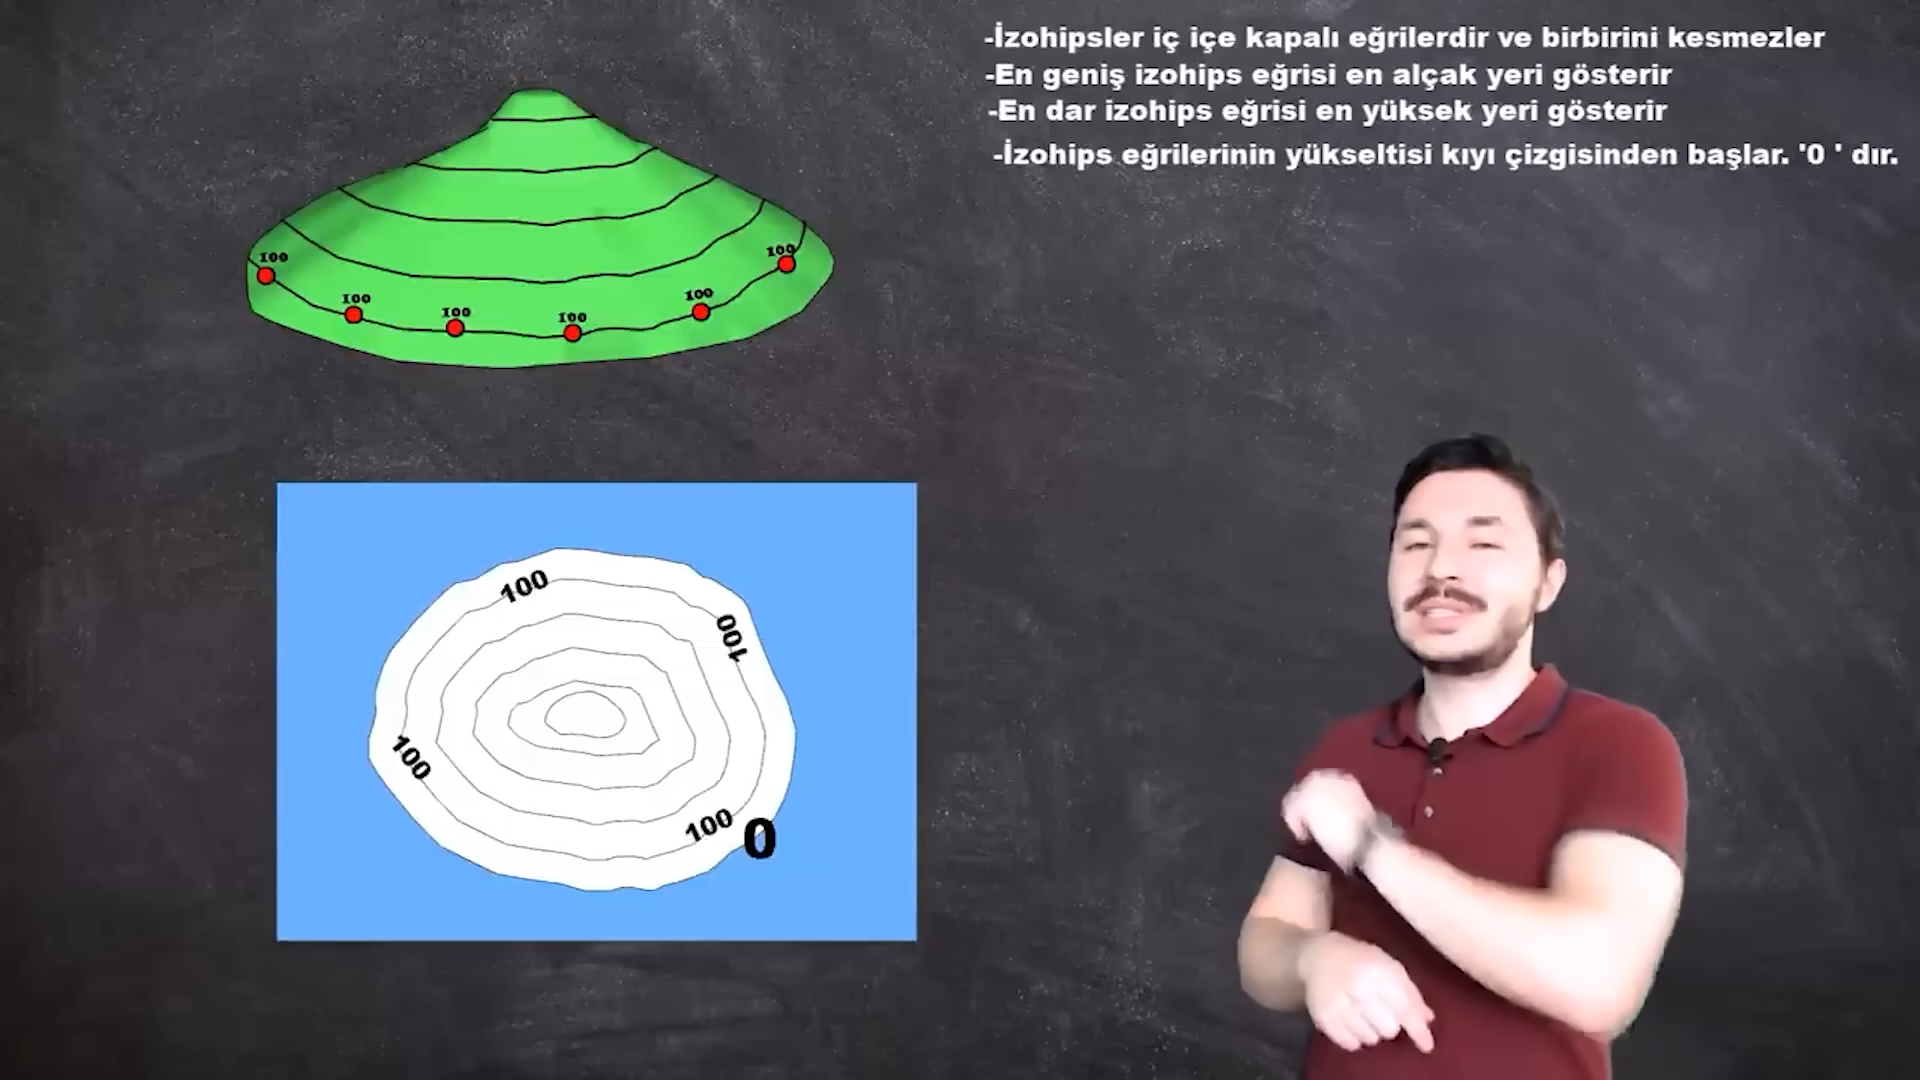 -İzohipsler iç içe kapalı eğrilerdir ve birbirini kesmezler
-En geniş izohips eğrisi en alçak yeri gösterir
-En dar izohips eğrisi en yüksek yeri gösterir
-İzohips eğrilerinin yükseltisi kıyı çizgisinden başlar. '0 ' dır.
100
100
100
100
100
100
100
100
100
100
0